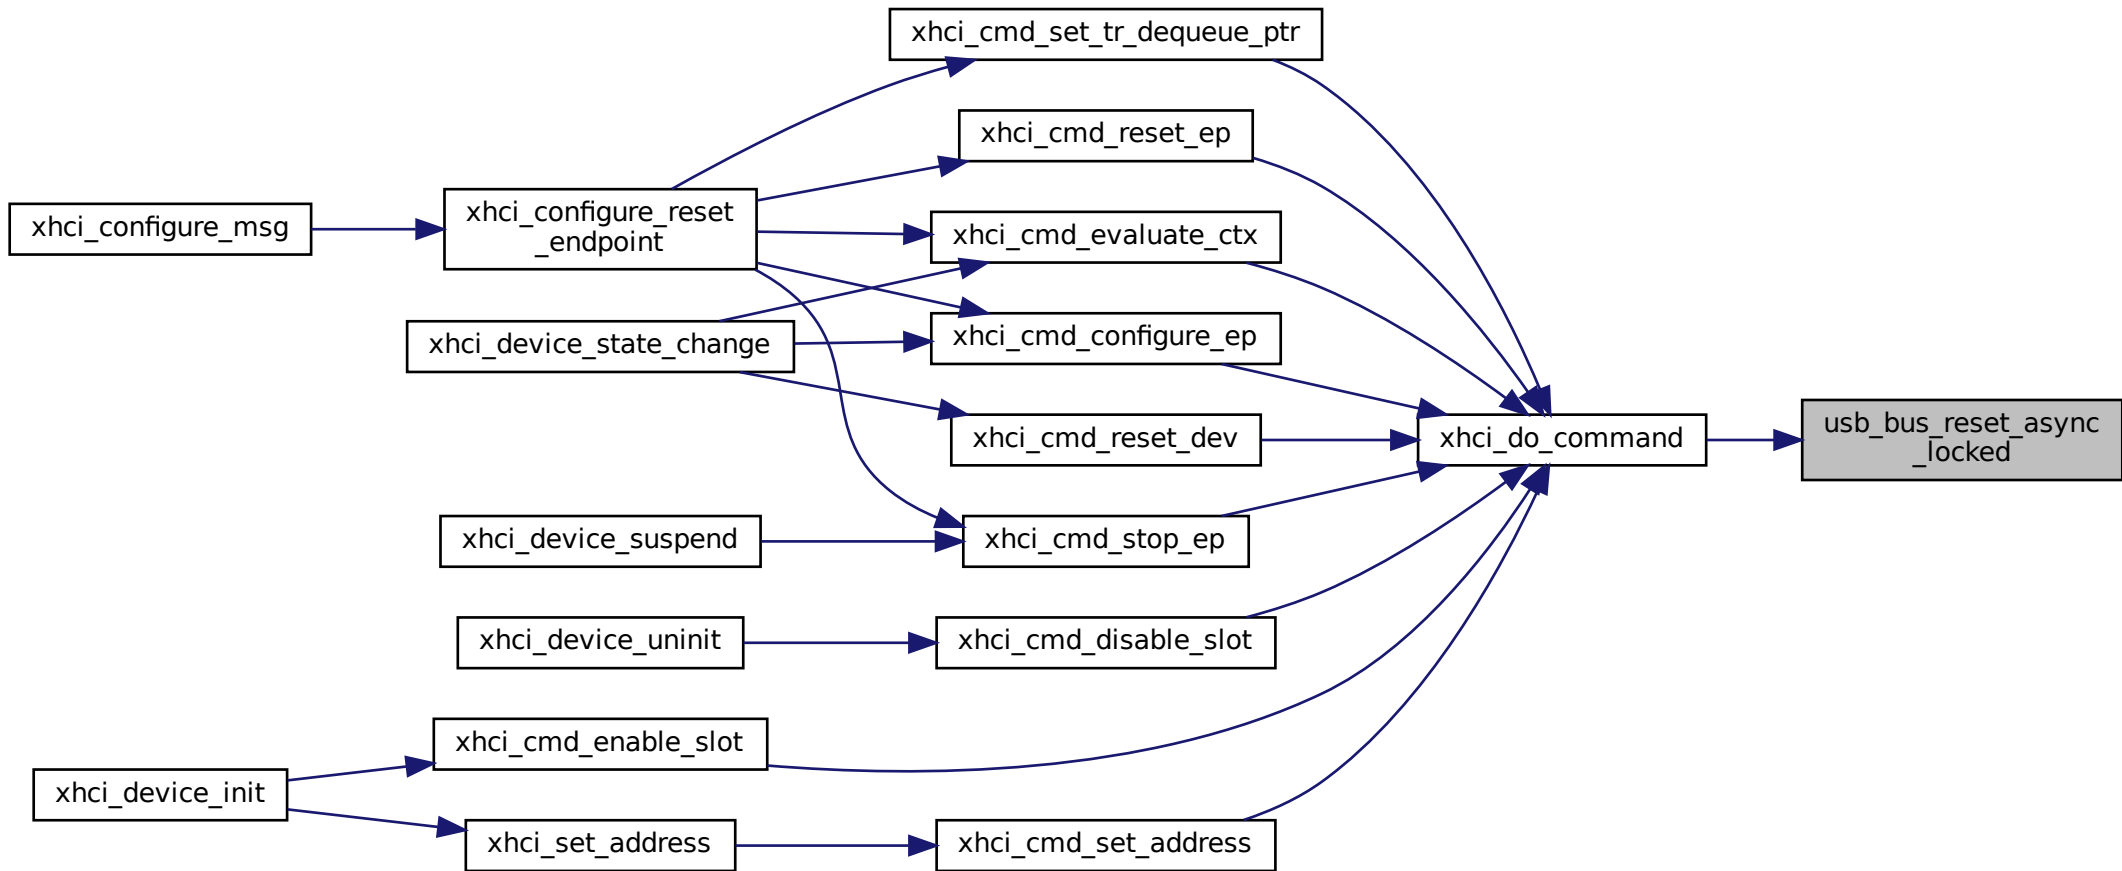 xhci_cmd_set_tr_dequeue_ptr
xhci_cmd_reset_ep
xhci_configure_msg
xhci_configure_reset
_endpoint
xhci_cmd_evaluate_ctx
xhci_device_state_change
xhci_cmd_configure_ep
xhci_cmd_reset_dev
xhci_do_command
usb_bus_reset_async
_locked
xhci_device_suspend
xhci_cmd_stop_ep
xhci_device_uninit
xhci_cmd_disable_slot
xhci_cmd_enable_slot
xhci_device_init
xhci_set_address
xhci_cmd_set_address